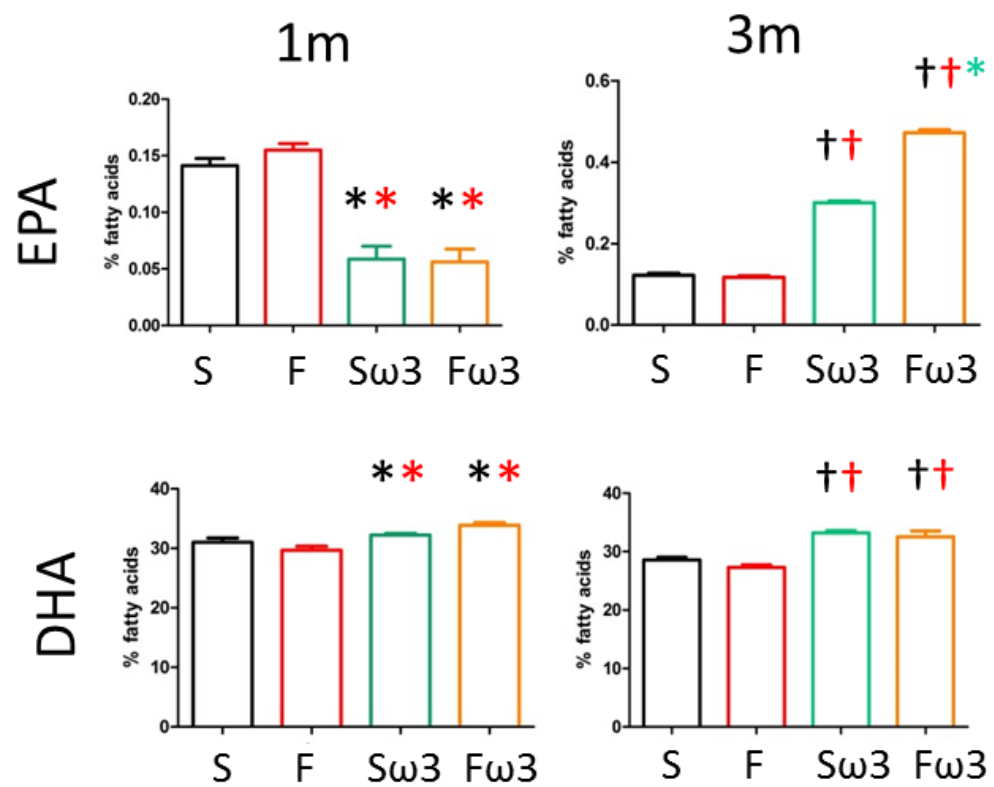 1m
3m
EPA
% fatty acids
0.20
0.15
0.10
0.05
0.00
* *
* *
S F Sω3 Fω3
% fatty acids
0.6
0.4
0.2
0.0
† †
† † *
S F Sω3 Fω3
DHA
% fatty acids
40
30
20
10
0
* *
* *
S F Sω3 Fω3
% fatty acids
40
30
20
10
0
† †
† †
S F Sω3 Fω3